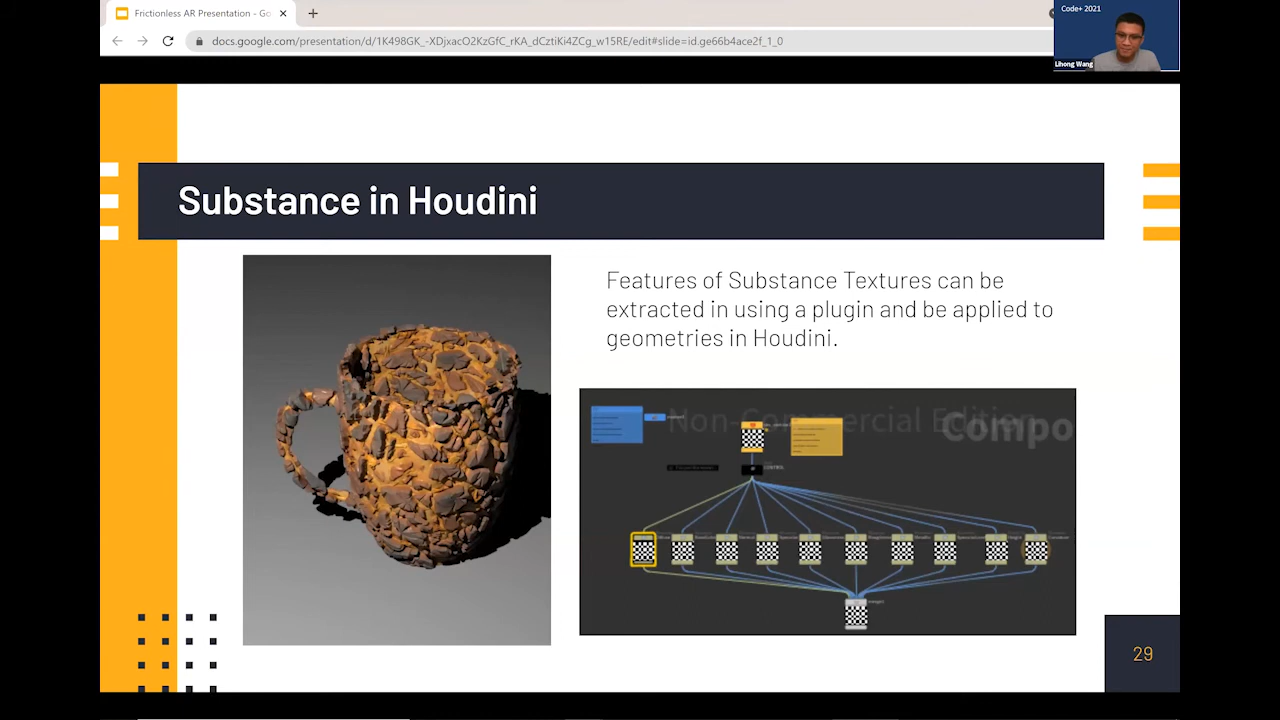 Frictionless AR Presentation - Go
docs.google.com/presentation/d/1K498GK_-XDjxacO2KzGfC_rKA_dCztiKi4ZCg_w15RE/edit#slide=id.ge66b4ace2f_1_0
Code+ 2021
Lihong Wang
Substance in Houdini
Features of Substance Textures can be
extracted in using a plugin and be applied to
geometries in Houdini.
Non-Commercial Edition
Compo
CONTROL
29